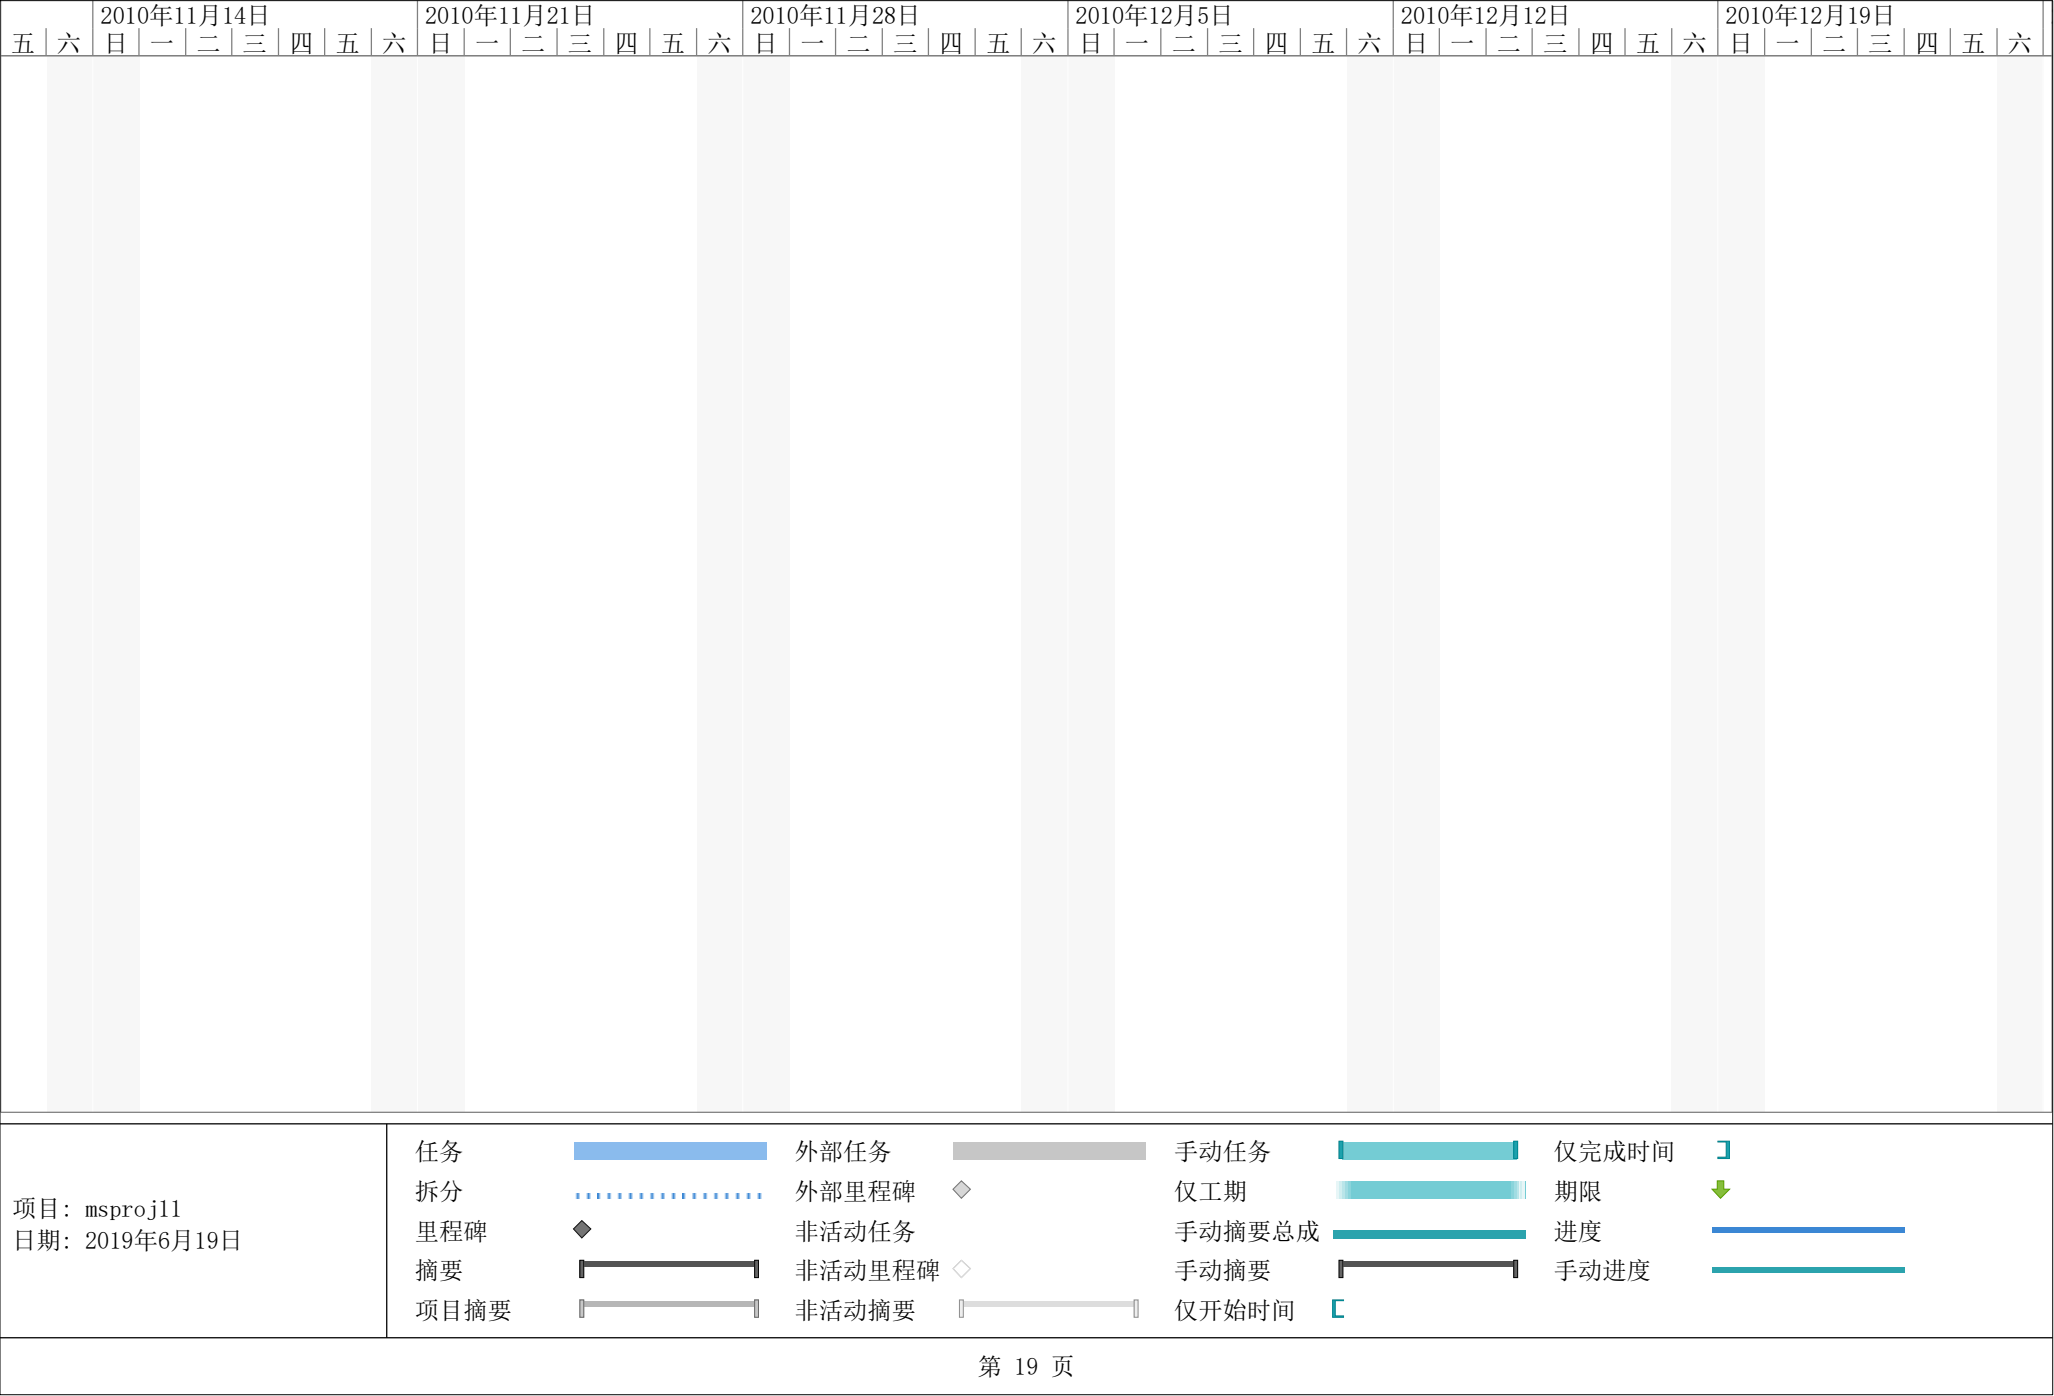 2010年11月14日 2010年11月21日 2010年11月28日 2010年12月5日 2010年12月12日 2010年12月19日
五 六 日 一 二 三 四 五 六 日 一 二 三 四 五 六 日 一 二 三 四 五 六 日 一 二 三 四 五 六 日 一 二 三 四 五 六 日 一 二 三 四 五 六
项目: msproj11
日期: 2019年6月19日
任务 外部任务 手动任务 仅完成时间
拆分 外部里程碑 仅工期 期限
里程碑 非活动任务 手动摘要总成 进度
摘要 非活动里程碑 手动摘要 手动进度
项目摘要 非活动摘要 仅开始时间
第 19 页